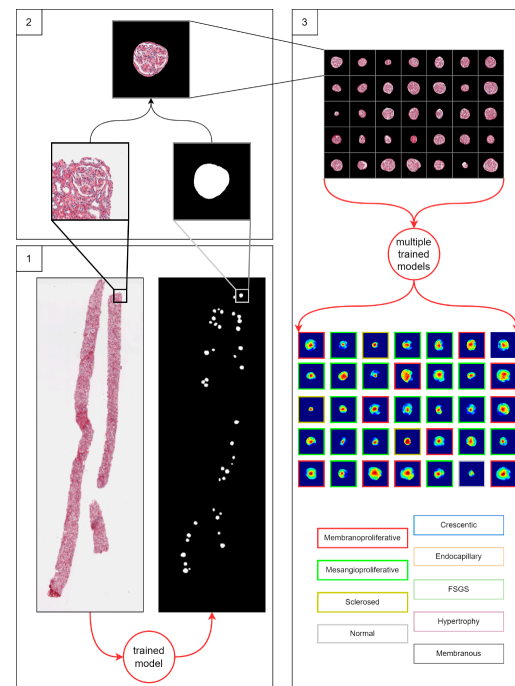 2
3
multiple
trained
models
1
trained
model
Membranoproliferative
Mesangioproliferative
Sclerosed
Normal
Crescentic
Endocapillary
FSGS
Hypertrophy
Membranous